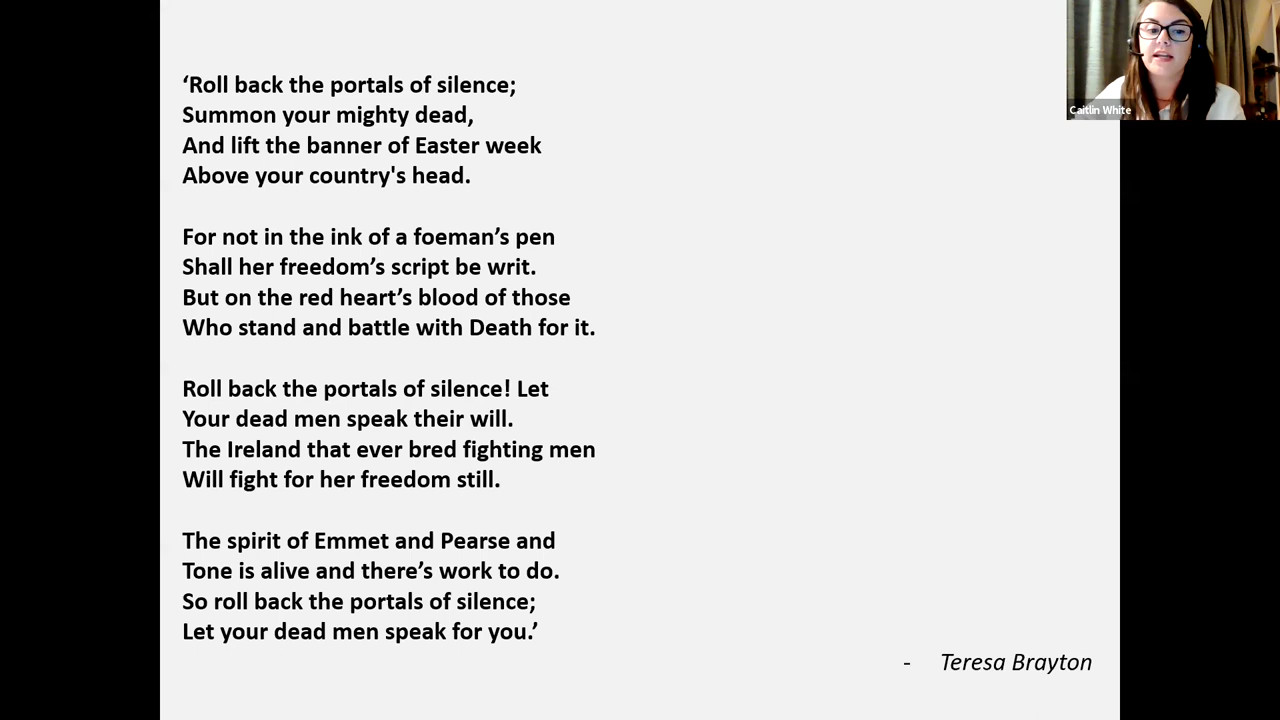 ‘Roll back the portals of silence;
Summon your mighty dead,
And lift the banner of Easter week
Above your country's head.
For not in the ink of a foeman’s pen
Shall her freedom’s script be writ.
But on the red heart’s blood of those
Who stand and battle with Death for it.
Roll back the portals of silence! Let
Your dead men speak their will.
The Ireland that ever bred fighting men
Will fight for her freedom still.
The spirit of Emmet and Pearse and
Tone is alive and there’s work to do.
So roll back the portals of silence;
Let your dead men speak for you.’
- Teresa Brayton
Caitlin White